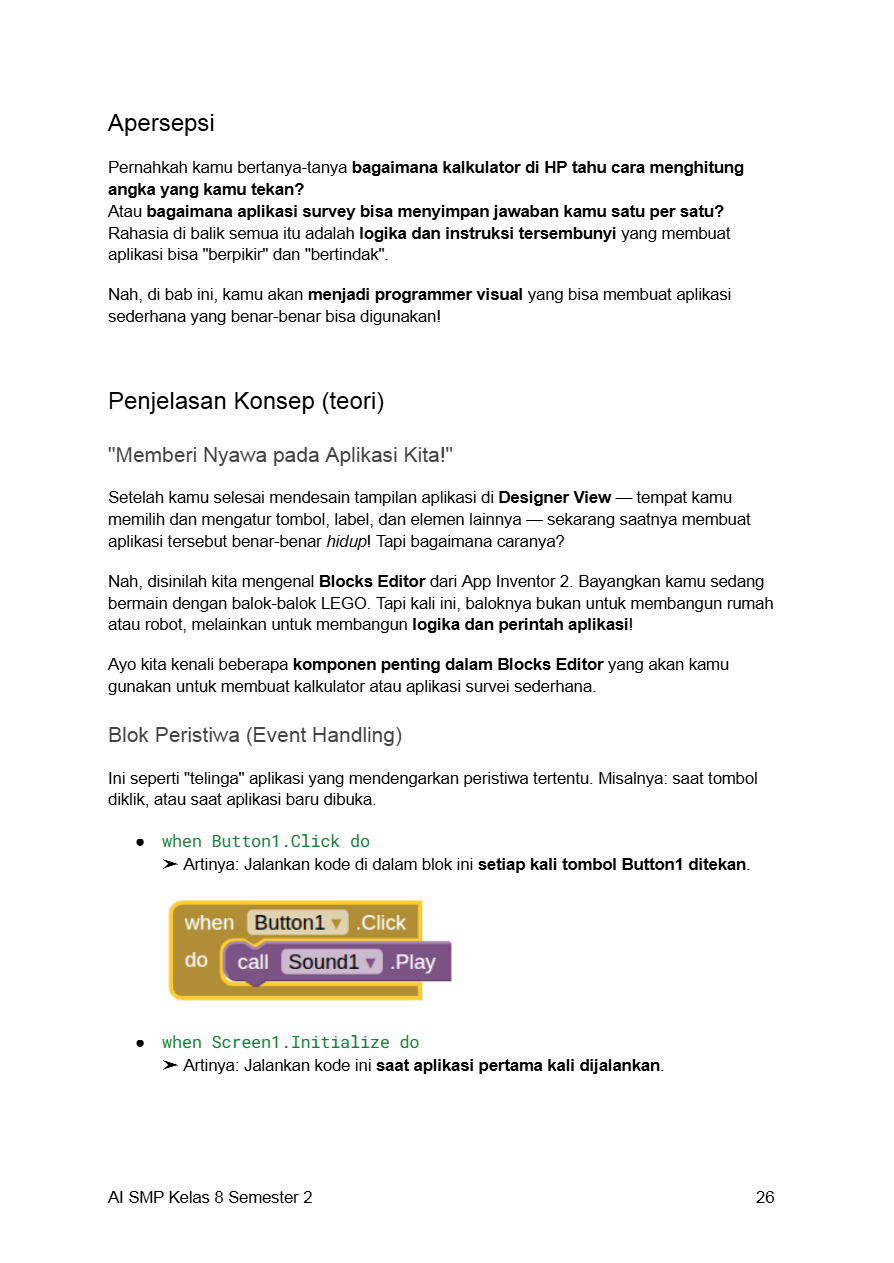 Apersepsi
Pernahkah kamu bertanya-tanya bagaimana kalkulator di HP tahu cara menghitung
angka yang kamu tekan?
Atau bagaimana aplikasi survey bisa menyimpan jawaban kamu satu per satu?
Rahasia di balik semua itu adalah logika dan instruksi tersembunyi yang membuat
aplikasi bisa "berpikir" dan "bertindak".
Nah, di bab ini, kamu akan menjadi programmer visual yang bisa membuat aplikasi
sederhana yang benar-benar bisa digunakan!
Penjelasan Konsep (teori)
"Memberi Nyawa pada Aplikasi Kita!"
Setelah kamu selesai mendesain tampilan aplikasi di Designer View — tempat kamu
memilih dan mengatur tombol, label, dan elemen lainnya — sekarang saatnya membuat
aplikasi tersebut benar-benar hidup! Tapi bagaimana caranya?
Nah, disinilah kita mengenal Blocks Editor dari App Inventor 2. Bayangkan kamu sedang
bermain dengan balok-balok LEGO. Tapi kali ini, baloknya bukan untuk membangun rumah
atau robot, melainkan untuk membangun logika dan perintah aplikasi!
Ayo kita kenali beberapa komponen penting dalam Blocks Editor yang akan kamu
gunakan untuk membuat kalkulator atau aplikasi survei sederhana.
Blok Peristiwa (Event Handling)
Ini seperti "telinga" aplikasi yang mendengarkan peristiwa tertentu. Misalnya: saat tombol
diklik, atau saat aplikasi baru dibuka.
● when Button1.Click do
➢ Artinya: Jalankan kode di dalam blok ini setiap kali tombol Button1 ditekan.
when Button1 ▾ .Click
do call Sound1 ▾ .Play
● when Screen1.Initialize do
➢ Artinya: Jalankan kode ini saat aplikasi pertama kali dijalankan.
AI SMP Kelas 8 Semester 2 26